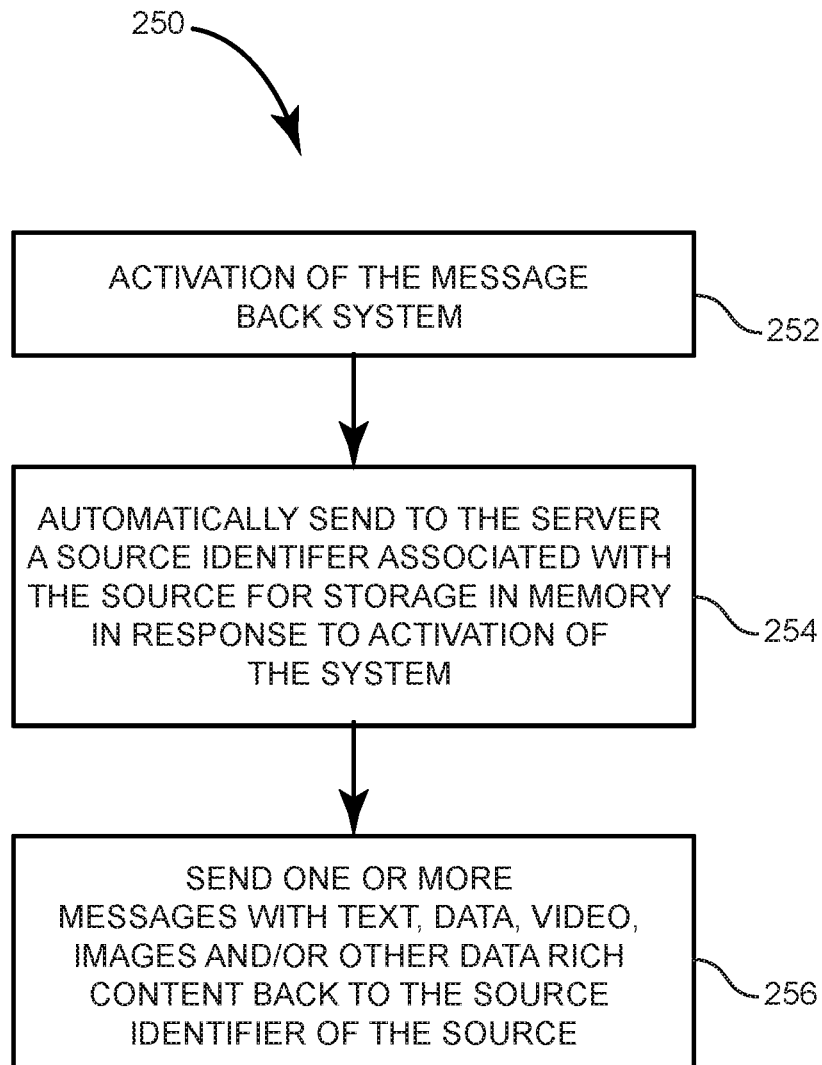 250
ACTIVATION OF THE MESSAGE
BACK SYSTEM
252
AUTOMATICALLY SEND TO THE SERVER
A SOURCE IDENTIFER ASSOCIATED WITH
THE SOURCE FOR STORAGE IN MEMORY
IN RESPONSE TO ACTIVATION OF
THE SYSTEM
254
SEND ONE OR MORE
MESSAGES WITH TEXT, DATA, VIDEO,
IMAGES AND/OR OTHER DATA RICH
CONTENT BACK TO THE SOURCE
IDENTIFIER OF THE SOURCE
256